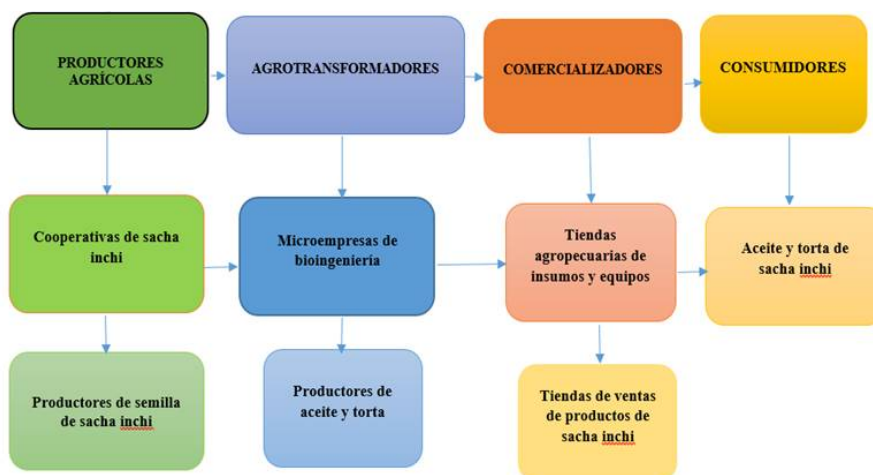 PRODUCTORES
AGRÍCOLAS
AGROTRANSFORMADORES
COMERCIALIZADORES
CONSUMIDORES
Cooperativas de sacha
inchi
Microempresas de
bioingeniería
Tiendas
agropecuarias de
insumos y equipos
Aceite y torta de
sacha inchi
Productores de semilla
de sacha inchi
Productores de
aceite y torta
Tiendas de ventas
de productos de
sacha inchi